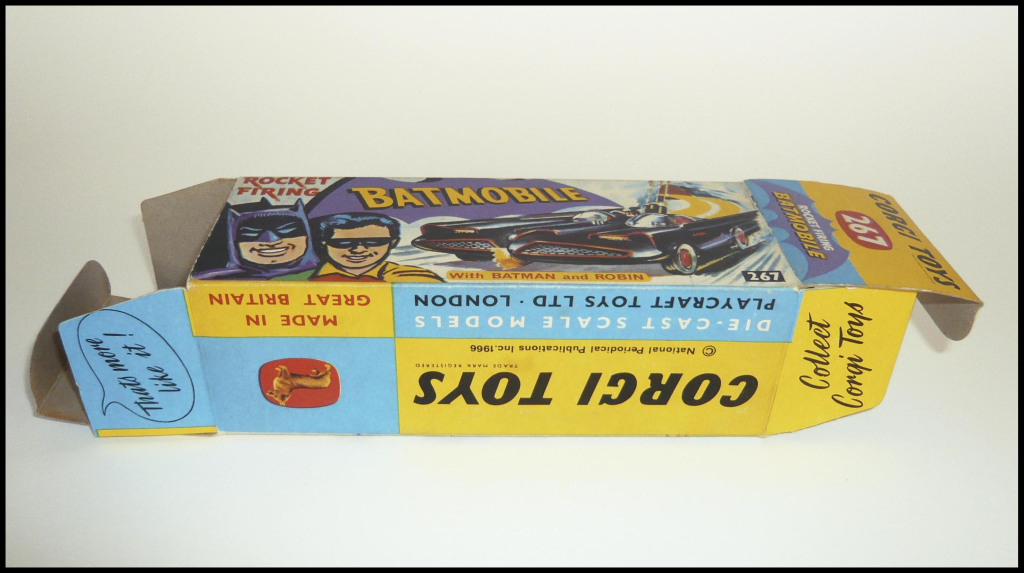 ROCKET
FIRING
BATMOBILE
With BATMAN and ROBIN
267
ROCKET FIRING
BATMOBILE
267
CORGI TOYS
MADE IN
GREAT BRITAIN
DIE-CAST SCALE MODELS
PLAYCRAFT TOYS LTD · LONDON
© National Periodical Publications Inc. 1966
TRADE MARK REGISTERED
CORGI TOYS
Thats more
like it!
Collect
Corgi Toys